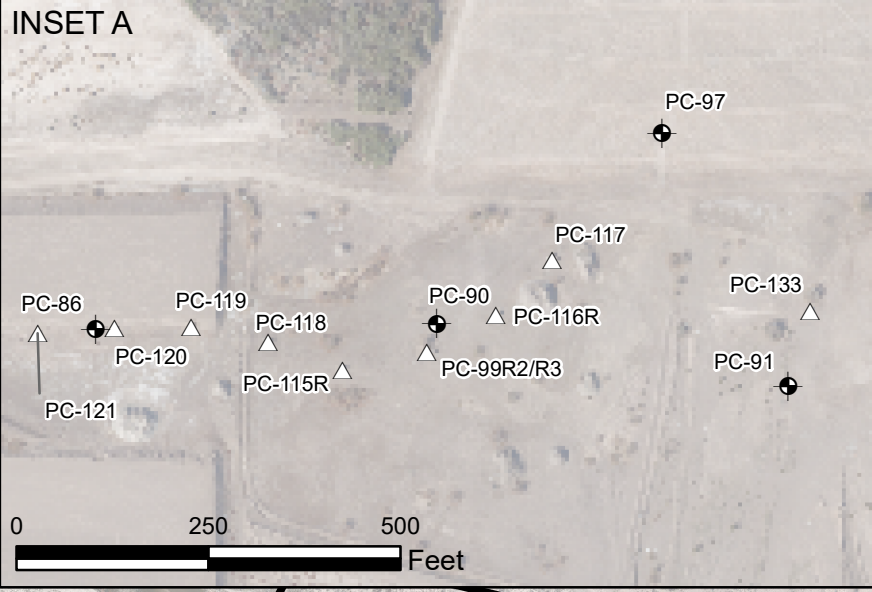 INSET A
PC-97
PC-117
PC-133
PC-86
PC-119
PC-90
PC-116R
PC-118
PC-120
PC-99R2/R3
PC-91
PC-115R
PC-121
0 250 500
Feet